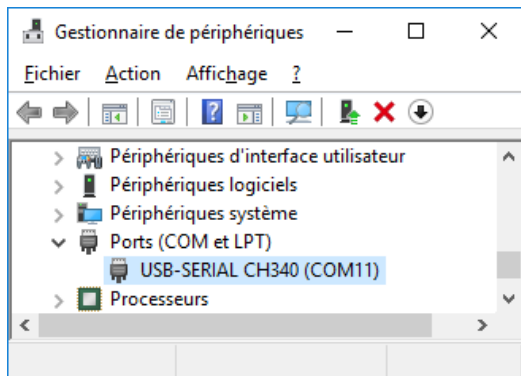 Gestionnaire de périphériques
Fichier Action Affichage ?
Périphériques d'interface utilisateur
Périphériques logiciels
Périphériques système
Ports (COM et LPT)
USB-SERIAL CH340 (COM11)
Processeurs